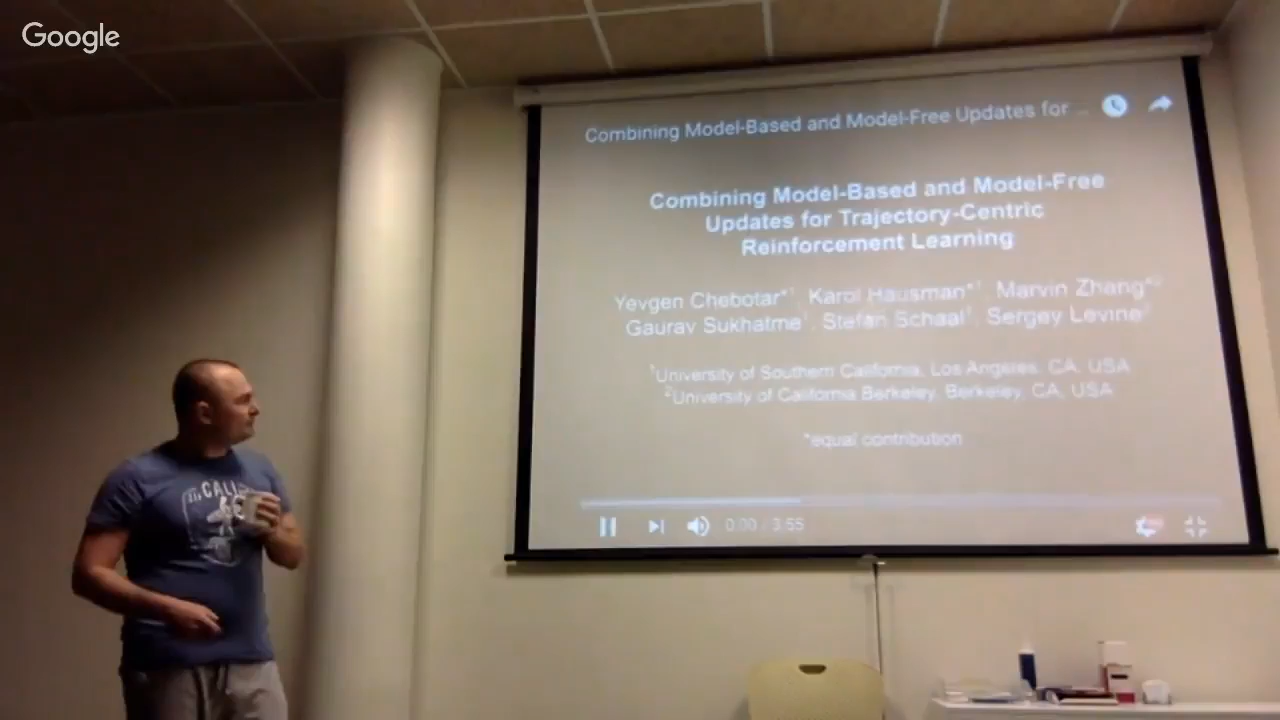 Google
Combining Model-Based and Model-Free Updates for ...
Combining Model-Based and Model-Free
Updates for Trajectory-Centric
Reinforcement Learning
Yevgen Chebotar*¹, Karol Hausman*¹, Marvin Zhang*²
Gaurav Sukhatme¹, Stefan Schaal¹, Sergey Levine²
¹University of Southern California, Los Angeles, CA, USA
²University of California Berkeley, Berkeley, CA, USA
*equal contribution
0:00 / 3:55
CALI